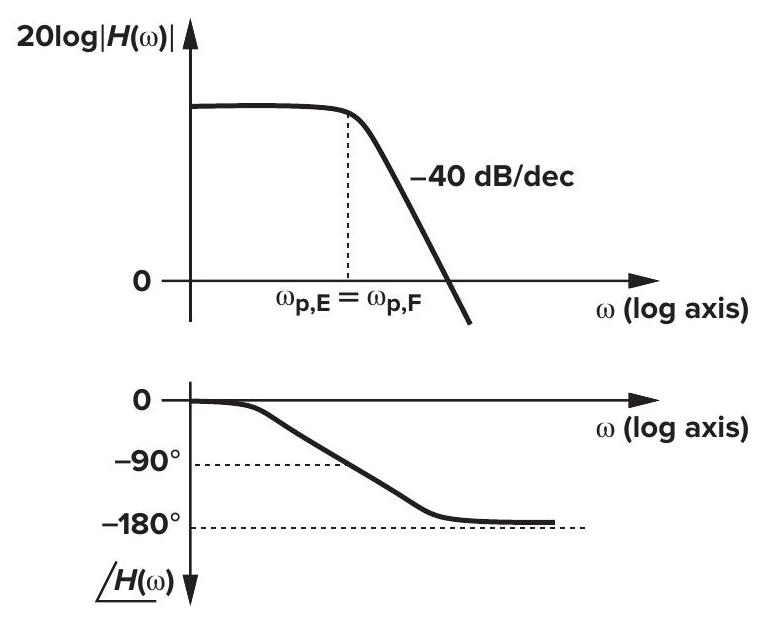 20log|H(ω)|
–40 dB/dec
0
ωp,E = ωp,F
ω (log axis)
0
ω (log axis)
–90°
–180°
H(ω)